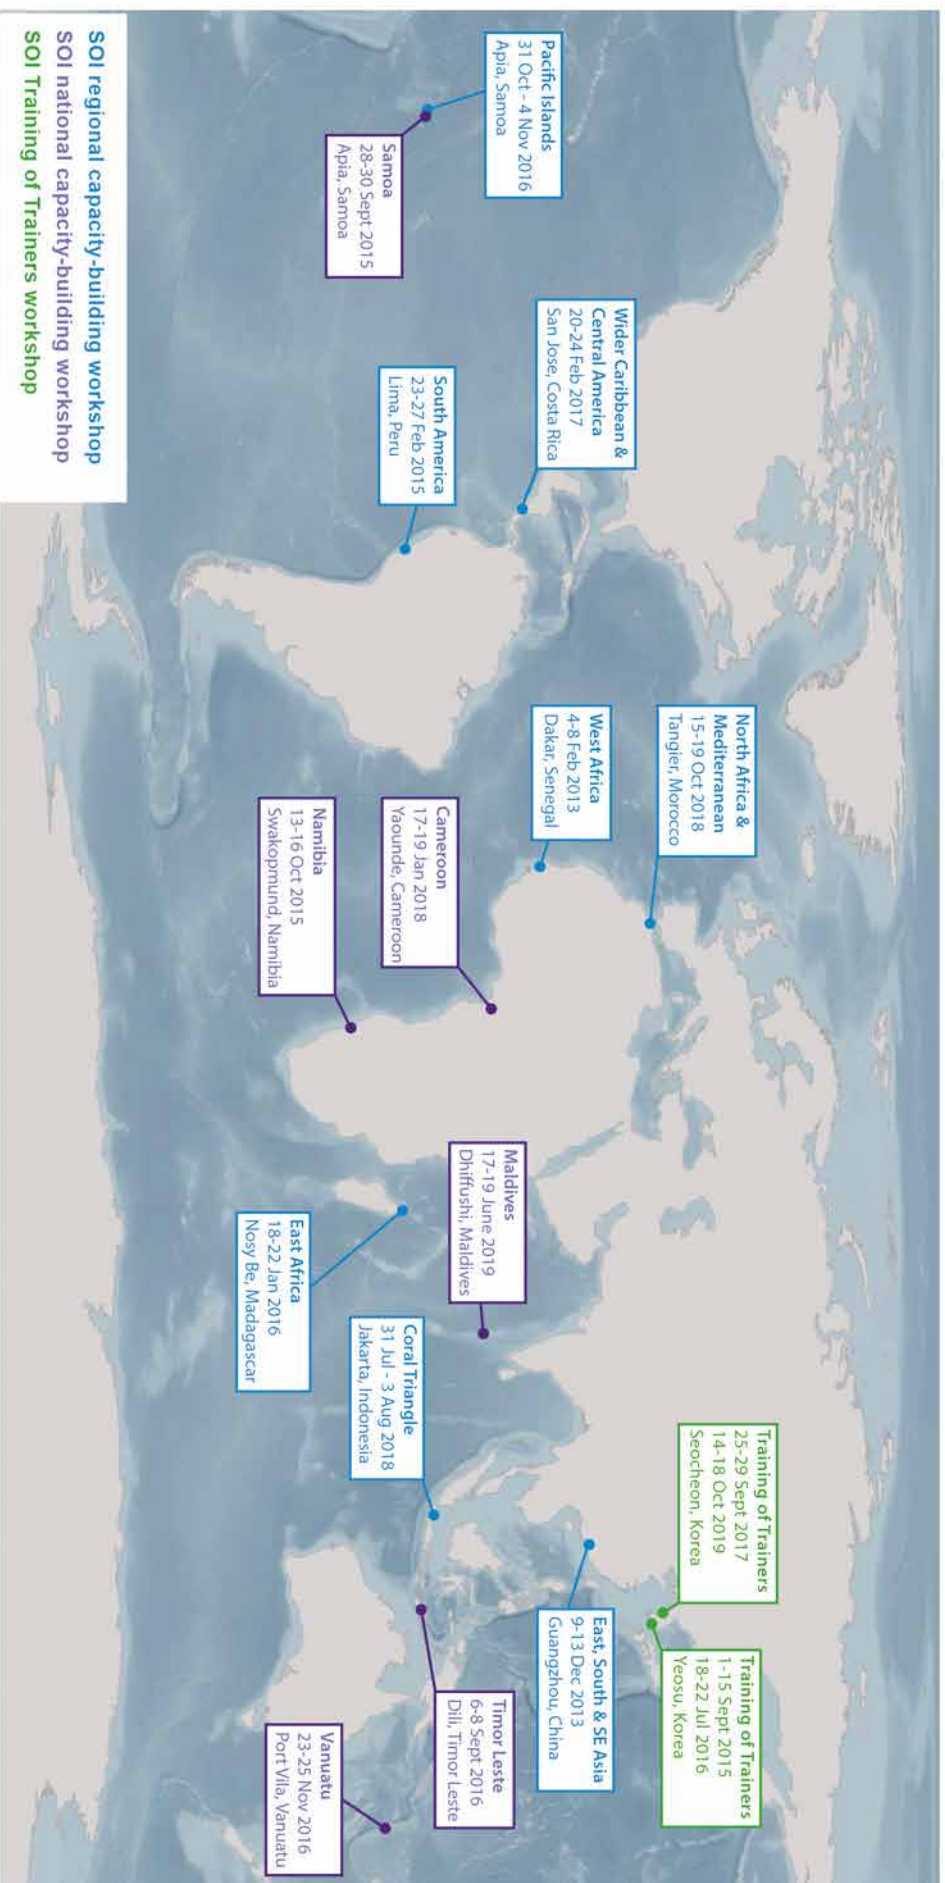 Pacific Islands
31 Oct - 4 Nov 2016
Apia, Samoa
Samoa
28-30 Sept 2015
Apia, Samoa
Wider Caribbean &
Central America
20-24 Feb 2017
San Jose, Costa Rica
South America
23-27 Feb 2015
Lima, Peru
North Africa &
Mediterranean
15-19 Oct 2018
Tangier, Morocco
West Africa
4-8 Feb 2013
Dakar, Senegal
Cameroon
17-19 Jan 2018
Yaounde, Cameroon
Namibia
13-16 Oct 2015
Swakopmund, Namibia
Maldives
17-19 June 2019
Dhiffushi, Maldives
East Africa
18-22 Jan 2016
Nosy Be, Madagascar
Coral Triangle
31 Jul - 3 Aug 2018
Jakarta, Indonesia
Training of Trainers
25-29 Sept 2017
14-18 Oct 2019
Seocheon, Korea
Training of Trainers
1-15 Sept 2015
18-22 Jul 2016
Yeosu, Korea
East, South & SE Asia
9-13 Dec 2013
Guangzhou, China
Timor Leste
6-8 Sept 2016
Dili, Timor Leste
Vanuatu
23-25 Nov 2016
Port Vila, Vanuatu
SOI regional capacity-building workshop
SOI national capacity-building workshop
SOI Training of Trainers workshop